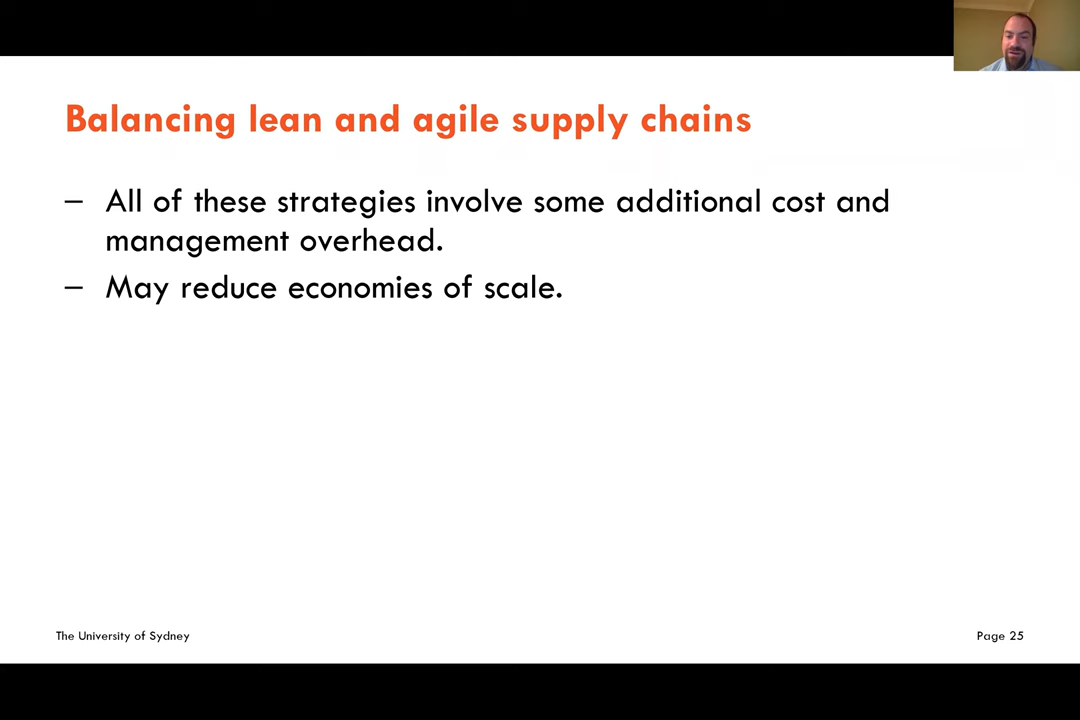 Balancing lean and agile supply chains
– All of these strategies involve some additional cost and
management overhead.
– May reduce economies of scale.
The University of Sydney
Page 25